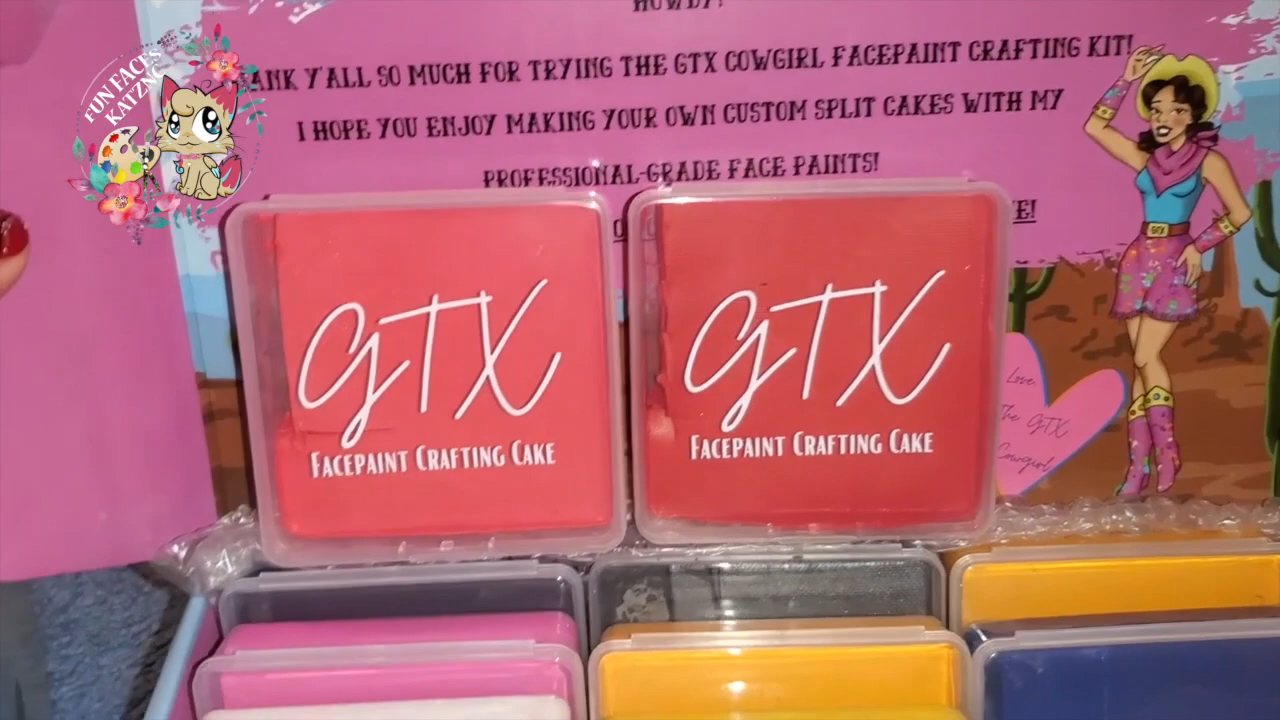 HOWDY!
ANK Y'ALL SO MUCH FOR TRYING THE GTX COWGIRL FACEPAINT CRAFTING KIT!
I HOPE YOU ENJOY MAKING YOUR OWN CUSTOM SPLIT CAKES WITH MY
PROFESSIONAL-GRADE FACE PAINTS!
FUN FACES
KATZNC
GTX
FACEPAINT CRAFTING CAKE
GTX
FACEPAINT CRAFTING CAKE
GTX
Love,
The GTX
Cowgirl